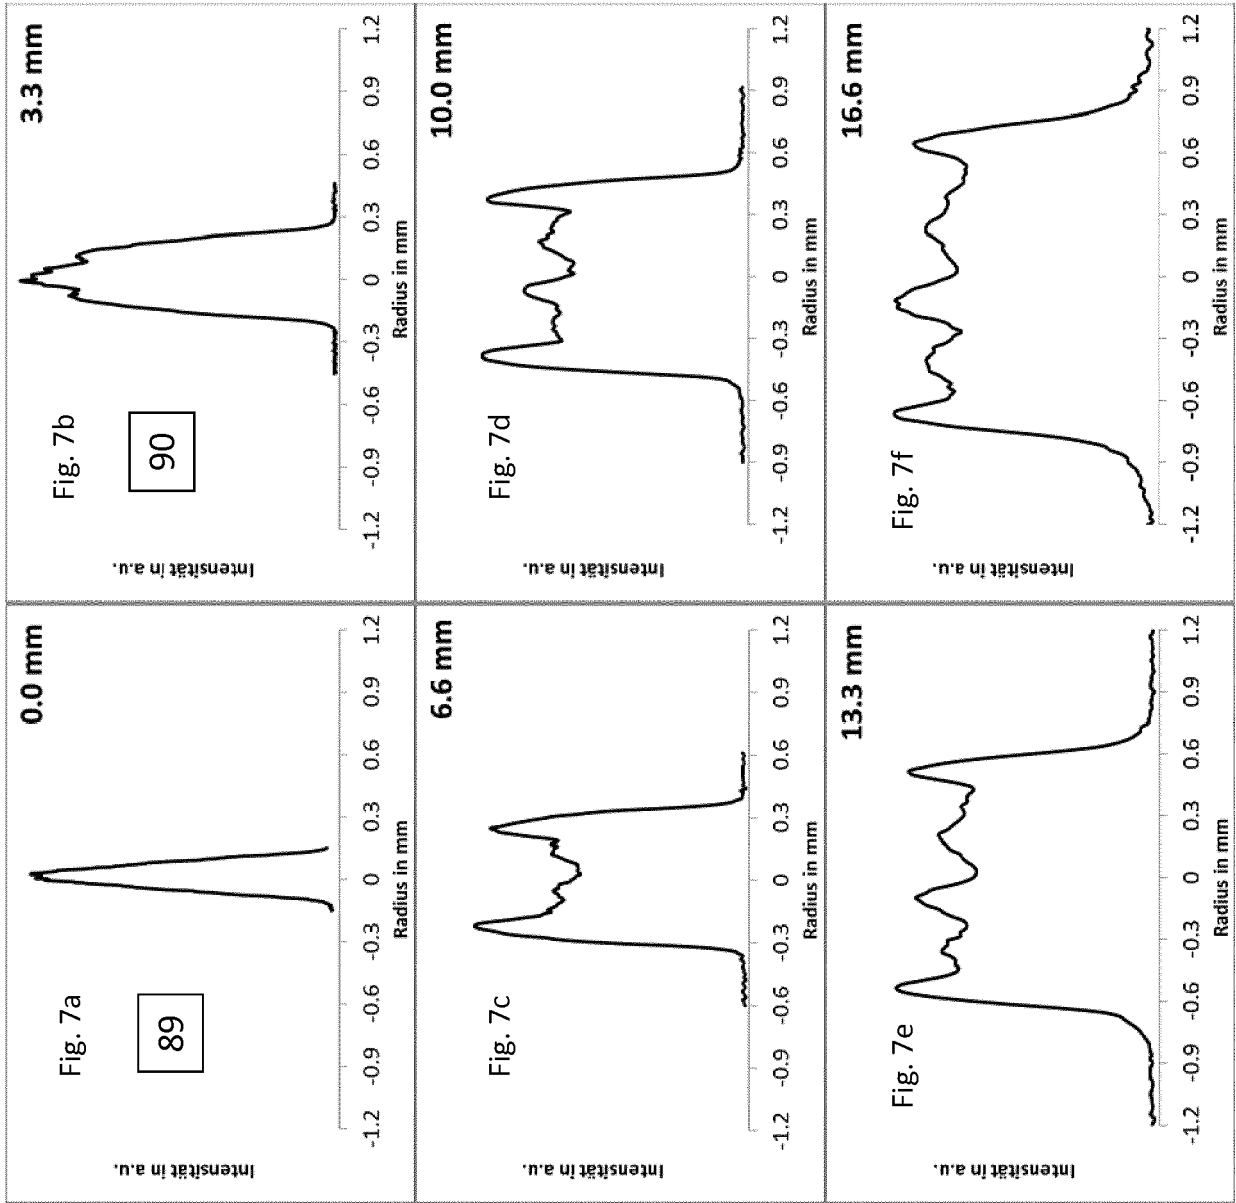 0.0 mm
Fig. 7a
89
Intensität in a.u.
-1.2 -0.9 -0.6 -0.3 0 0.3 0.6 0.9 1.2
Radius in mm
3.3 mm
Fig. 7b
90
Intensität in a.u.
-1.2 -0.9 -0.6 -0.3 0 0.3 0.6 0.9 1.2
Radius in mm
6.6 mm
Fig. 7c
Intensität in a.u.
-1.2 -0.9 -0.6 -0.3 0 0.3 0.6 0.9 1.2
Radius in mm
10.0 mm
Fig. 7d
Intensität in a.u.
-1.2 -0.9 -0.6 -0.3 0 0.3 0.6 0.9 1.2
Radius in mm
13.3 mm
Fig. 7e
Intensität in a.u.
-1.2 -0.9 -0.6 -0.3 0 0.3 0.6 0.9 1.2
Radius in mm
16.6 mm
Fig. 7f
Intensität in a.u.
-1.2 -0.9 -0.6 -0.3 0 0.3 0.6 0.9 1.2
Radius in mm